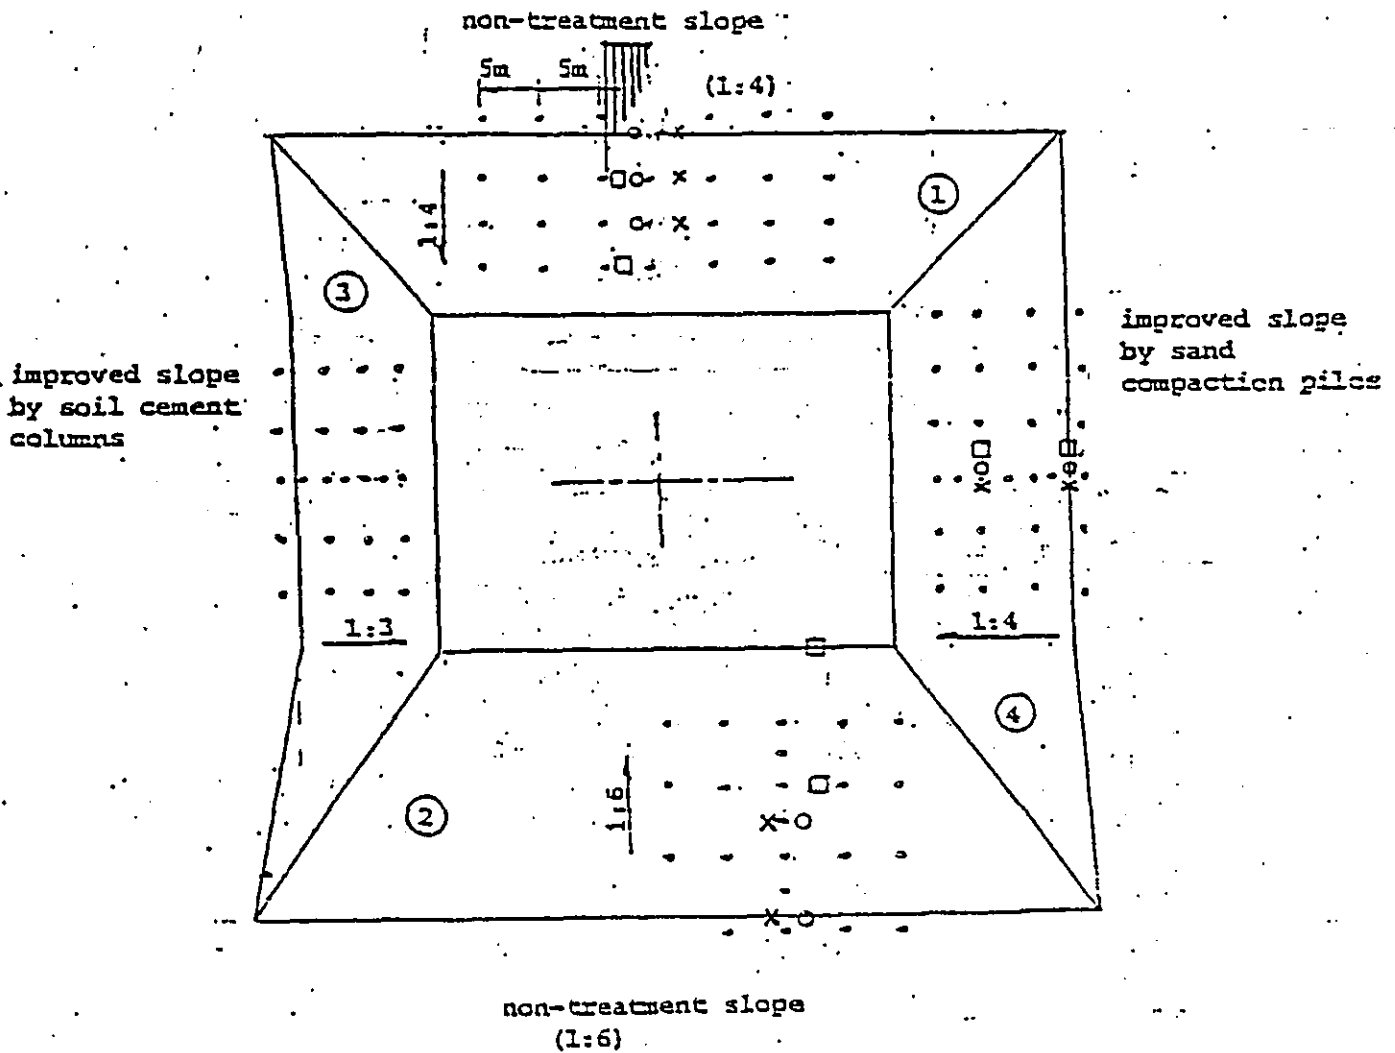 non-treatment slope
5m 5m
(1:4)
1:4
1
3
improved slope
by sand
compaction piles
improved slope
by soil cement
columns
1:3
1:4
4
1:6
2
non-treatment slope
(1:6)